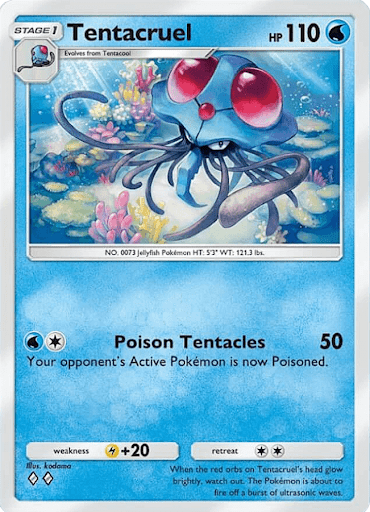 STAGE 1
Tentacruel
HP 110
Evolves from Tentacool
NO. 0073 Jellyfish Pokémon HT: 5'3" WT: 121.3 lbs.
Poison Tentacles 50
Your opponent's Active Pokémon is now Poisoned.
weakness +20
retreat
Illus. kodama
When the red orbs on Tentacruel's head glow
brightly, watch out. The Pokémon is about to
fire off a burst of ultrasonic waves.